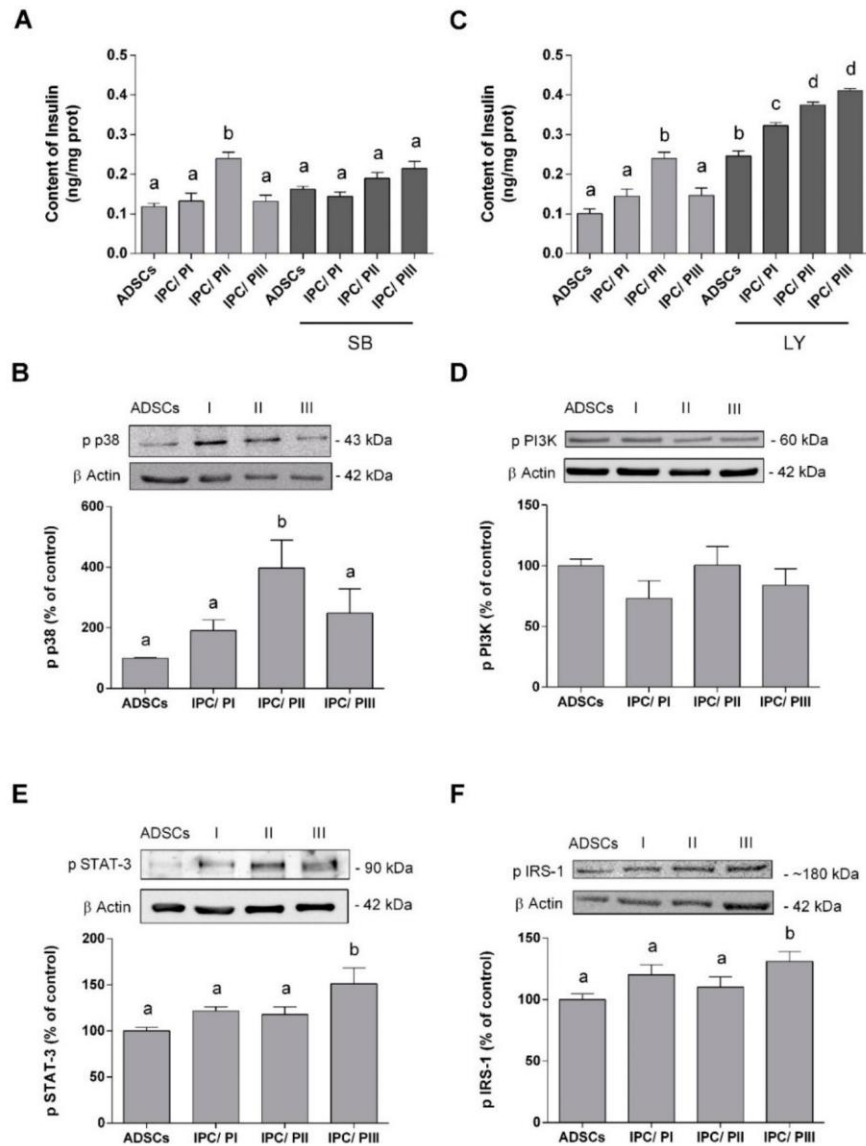 A
Content of Insulin
(ng/mg prot)
0.5
0.4
0.3
0.2
0.1
0.0
a
a
b
a
a
a
a
a
ADSCs
IPC/ PI
IPC/ PII
IPC/ PIII
ADSCs
IPC/ PI
IPC/ PII
IPC/ PIII
SB
C
Content of Insulin
(ng/mg prot)
0.5
0.4
0.3
0.2
0.1
0.0
a
a
b
a
b
c
d
d
ADSCs
IPC/ PI
IPC/ PII
IPC/ PIII
ADSCs
IPC/ PI
IPC/ PII
IPC/ PIII
LY
B
ADSCs I II III
p p38 - 43 kDa
β Actin - 42 kDa
p p38 (% of control)
600
400
200
0
a
a
b
a
ADSCs IPC/ PI IPC/ PII IPC/ PIII
D
ADSCs I II III
p PI3K - 60 kDa
β Actin - 42 kDa
p PI3K (% of control)
150
100
50
0
ADSCs IPC/ PI IPC/ PII IPC/ PIII
E
ADSCs I II III
p STAT-3 - 90 kDa
β Actin - 42 kDa
p STAT-3 (% of control)
200
150
100
50
0
a
a
a
b
ADSCs IPC/ PI IPC/ PII IPC/ PIII
F
ADSCs I II III
p IRS-1 - ~180 kDa
β Actin - 42 kDa
p IRS-1 (% of control)
150
100
50
0
a
a
a
b
ADSCs IPC/ PI IPC/ PII IPC/ PIII